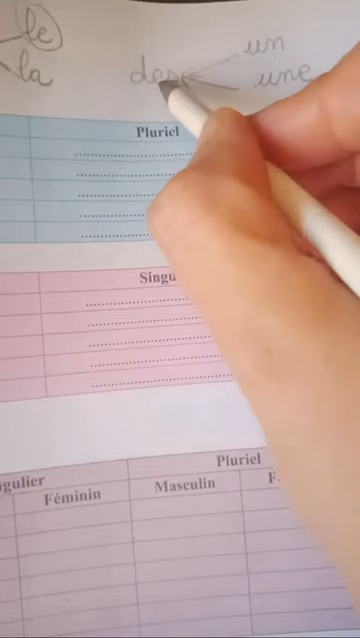 le
la
des
un
une
Pluriel
Singu
gulier
Pluriel
Féminin
Masculin
F